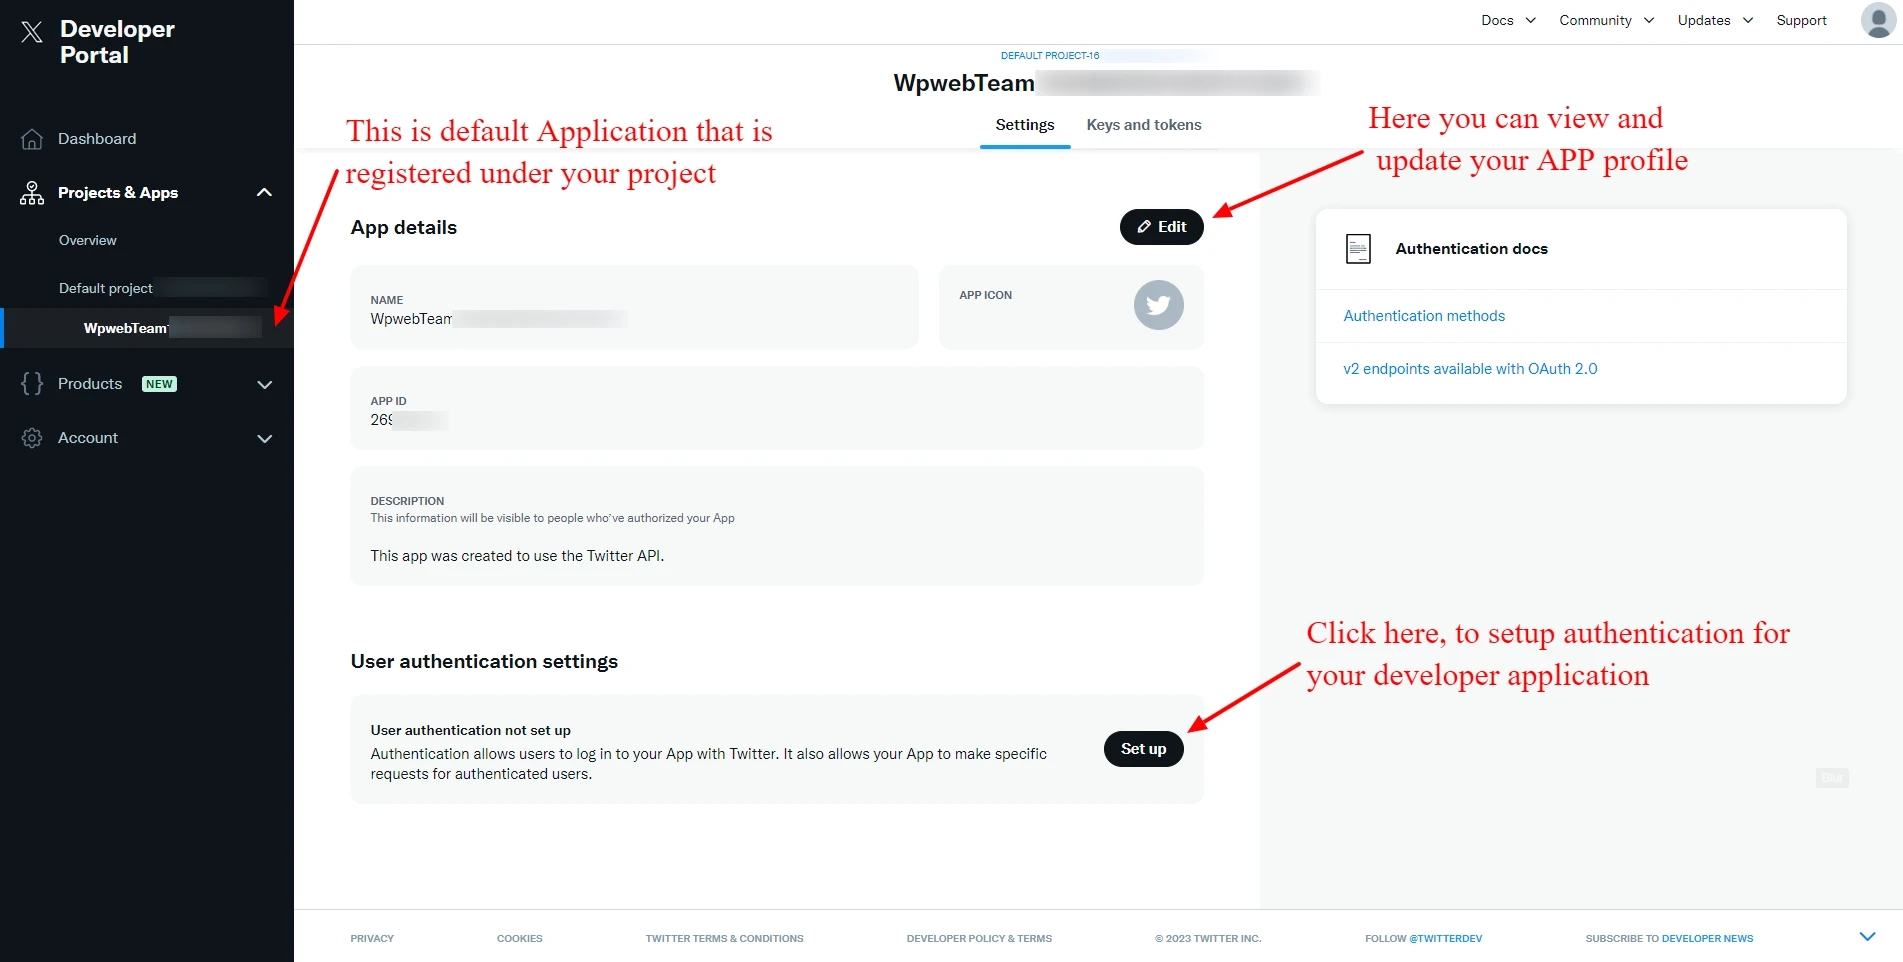 Developer
Portal
Docs
Community
Updates
Support
DEFAULT PROJECT-16
WpwebTeam
Settings
Keys and tokens
Dashboard
Projects & Apps
Overview
Default project
WpwebTeam
Products NEW
Account
This is default Application that is
registered under your project
Here you can view and
update your APP profile
App details
Edit
NAME
WpwebTeam
APP ICON
APP ID
269
DESCRIPTION
This information will be visible to people who've authorized your App
This app was created to use the Twitter API.
Authentication docs
Authentication methods
v2 endpoints available with OAuth 2.0
Click here, to setup authentication for
your developer application
User authentication settings
User authentication not set up
Authentication allows users to log in to your App with Twitter. It also allows your App to make specific
requests for authenticated users.
Set up
Blur
PRIVACY
COOKIES
TWITTER TERMS & CONDITIONS
DEVELOPER POLICY & TERMS
© 2023 TWITTER INC.
FOLLOW @TWITTERDEV
SUBSCRIBE TO DEVELOPER NEWS